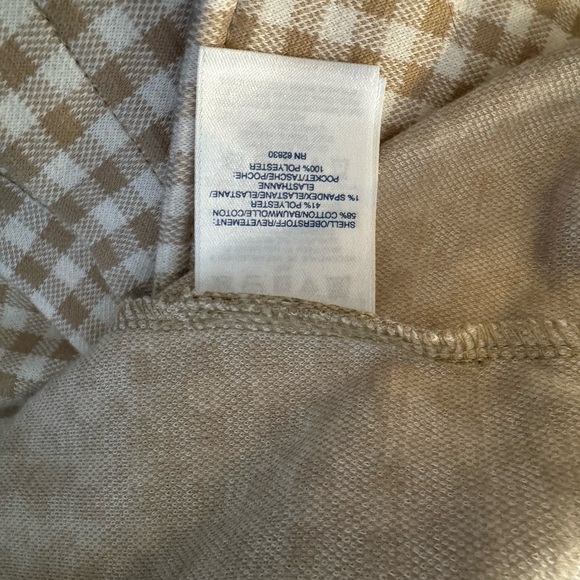 SHELL/OBERSTOFF/REVETEMENT:
58% COTTON/BAUMWOLLE/COTON
41% POLYESTER
1% SPANDEX/ELASTANE/ELASTANE/
ELASTHANNE
POCKET/TASCHE/POCHE:
100% POLYESTER
RN 62830